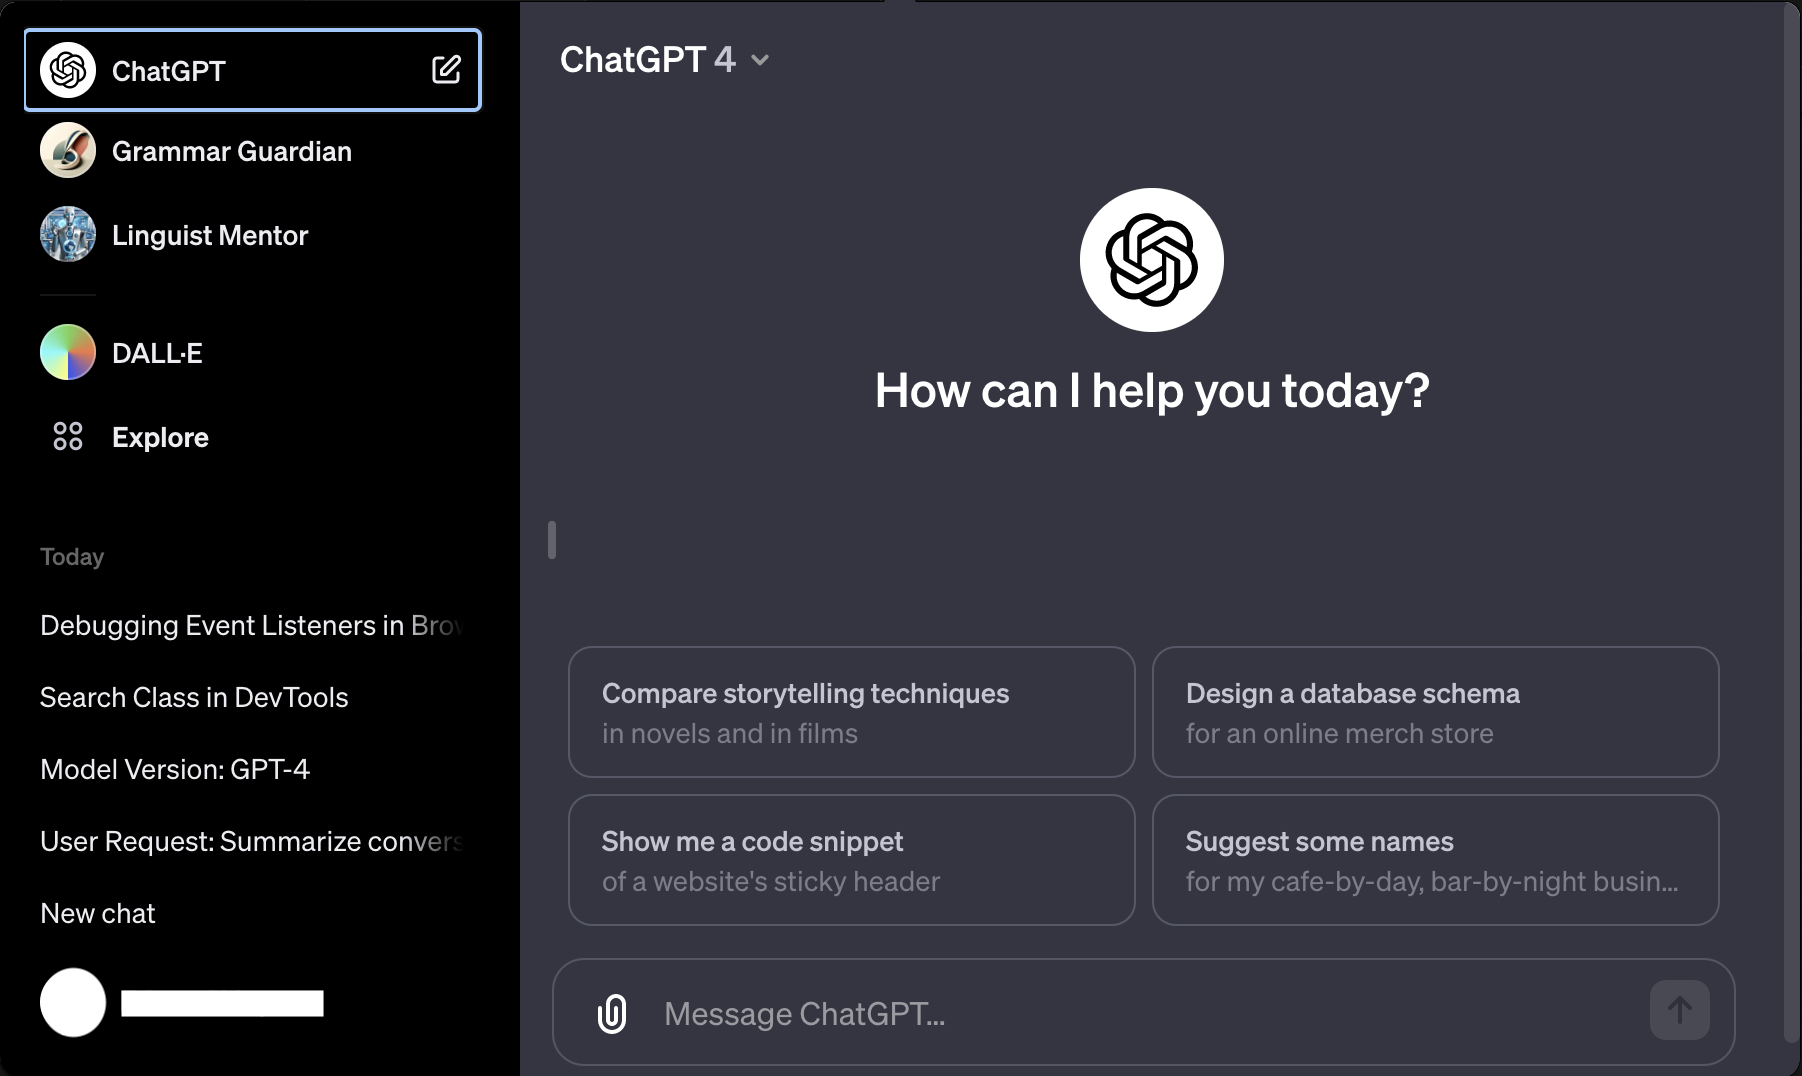 ChatGPT
Grammar Guardian
Linguist Mentor
DALL·E
Explore
Today
Debugging Event Listeners in
Search Class in DevTools
Model Version: GPT-4
User Request: Summarize convers
New chat
ChatGPT 4
How can I help you today?
Compare storytelling techniques
in novels and in films
Design a database schema
for an online merch store
Show me a code snippet
of a website's sticky header
Suggest some names
for my cafe-by-day, bar-by-night busin...
Message ChatGPT...